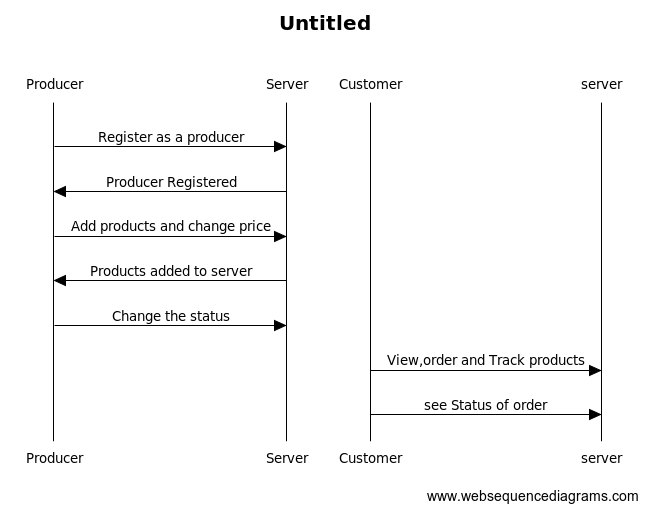 Untitled
Producer Server Customer server
Register as a producer
Producer Registered
Add products and change price
Products added to server
Change the status
View,order and Track products
see Status of order
Producer Server Customer server
www.websequencediagrams.com